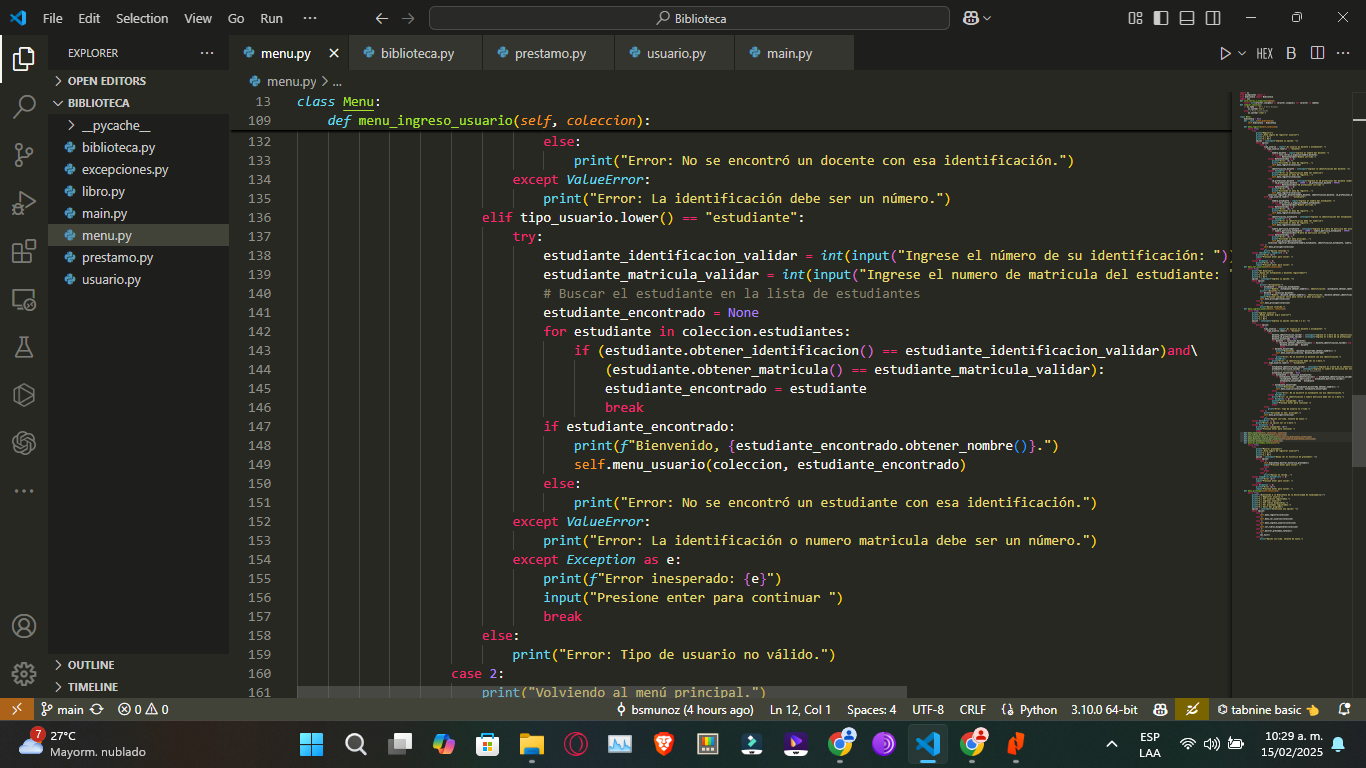 File Edit Selection View Go Run ··· Biblioteca
EXPLORER ···
OPEN EDITORS
BIBLIOTECA
__pycache__
biblioteca.py
excepciones.py
libro.py
main.py
menu.py
prestamo.py
usuario.py
OUTLINE
TIMELINE
menu.py biblioteca.py prestamo.py usuario.py main.py HEX B ···
menu.py > ...
13 class Menu:
109 def menu_ingreso_usuario(self, coleccion):
132 else:
133 print("Error: No se encontró un docente con esa identificación.")
134 except ValueError:
135 print("Error: La identificación debe ser un número.")
136 elif tipo_usuario.lower() == "estudiante":
137 try:
138 estudiante_identificacion_validar = int(input("Ingrese el número de su identificación: "))
139 estudiante_matricula_validar = int(input("Ingrese el numero de matricula del estudiante: "
140 # Buscar el estudiante en la lista de estudiantes
141 estudiante_encontrado = None
142 for estudiante in coleccion.estudiantes:
143 if (estudiante.obtener_identificacion() == estudiante_identificacion_validar)and\
144 (estudiante.obtener_matricula() == estudiante_matricula_validar):
145 estudiante_encontrado = estudiante
146 break
147 if estudiante_encontrado:
148 print(f"Bienvenido, {estudiante_encontrado.obtener_nombre()}.")
149 self.menu_usuario(coleccion, estudiante_encontrado)
150 else:
151 print("Error: No se encontró un estudiante con esa identificación.")
152 except ValueError:
153 print("Error: La identificación o numero matricula debe ser un número.")
154 except Exception as e:
155 print(f"Error inesperado: {e}")
156 input("Presione enter para continuar ")
157 break
158 else:
159 print("Error: Tipo de usuario no válido.")
160 case 2:
161 print("Volviendo al menú principal.")
main 0 0 bsmunoz (4 hours ago) Ln 12, Col 1 Spaces: 4 UTF-8 CRLF Python 3.10.0 64-bit tabnine basic
7 27°C
Mayorm. nublado
ESP
LAA
10:29 a. m.
15/02/2025